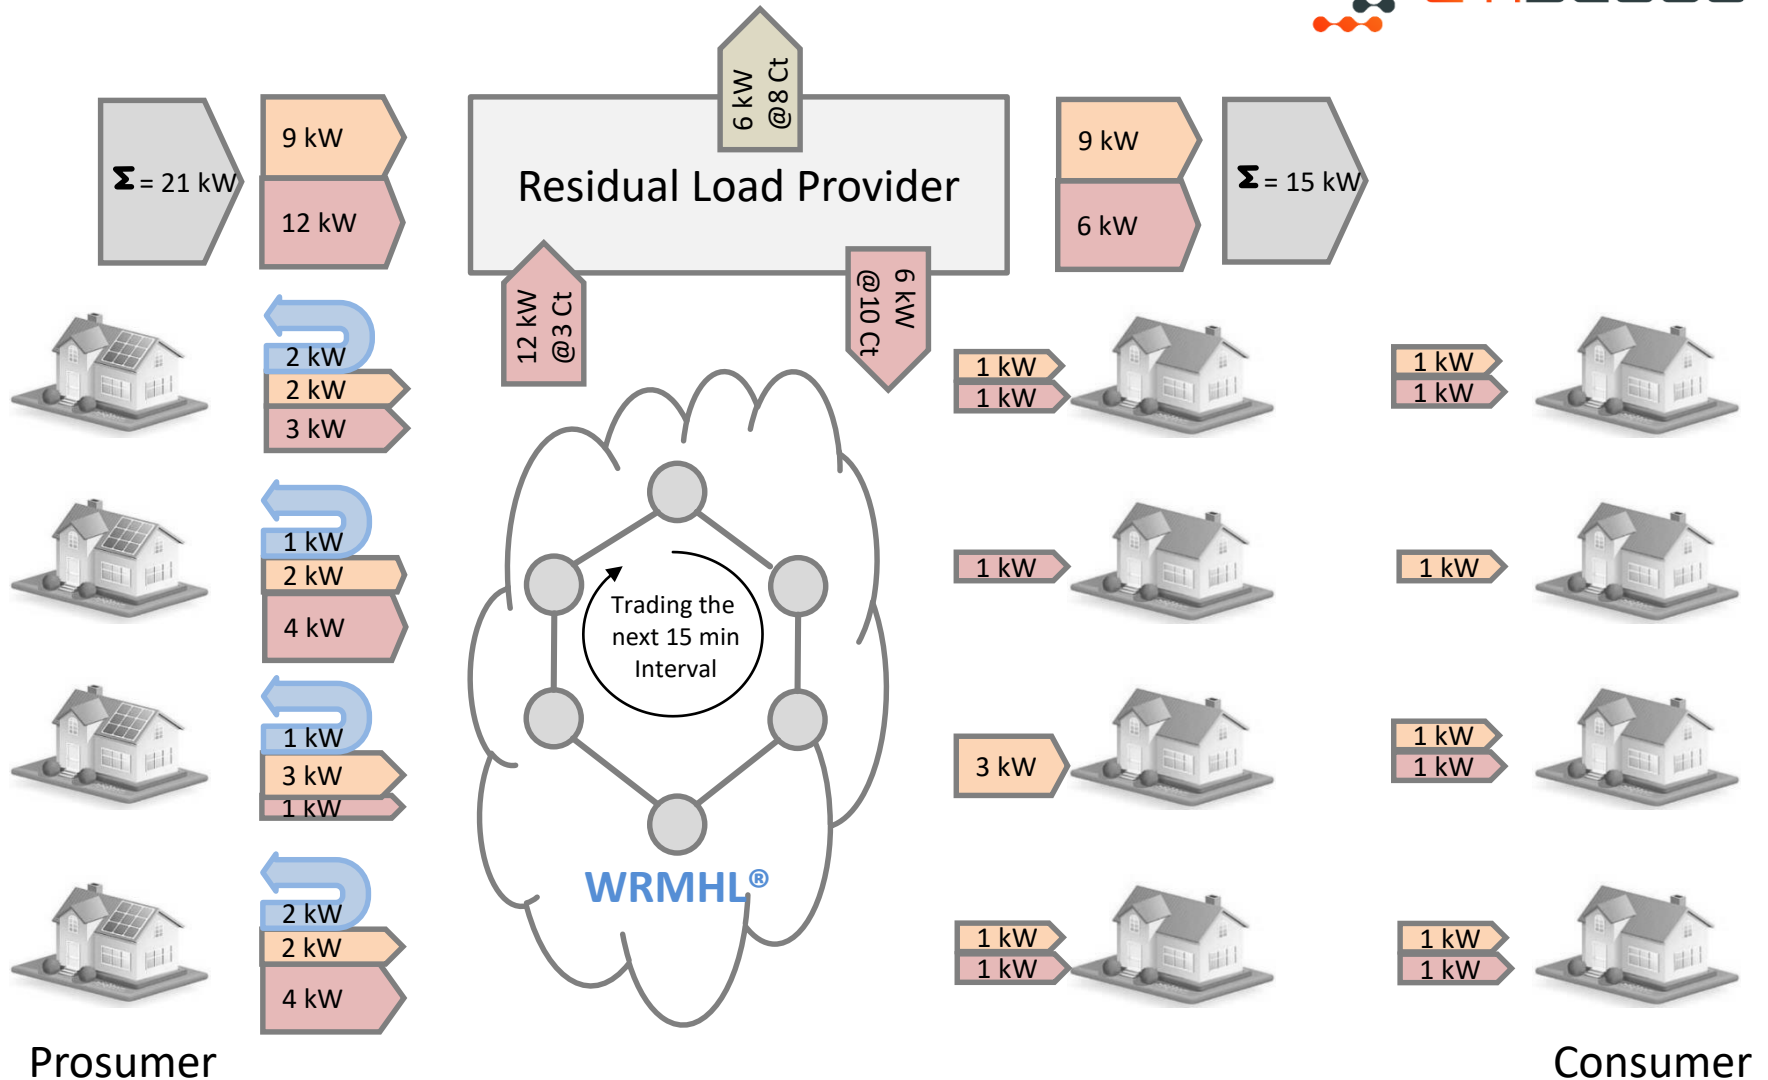 6 kW
@8 Ct
Σ = 21 kW
9 kW
12 kW
Residual Load Provider
9 kW
6 kW
Σ = 15 kW
12 kW
@3 Ct
6 kW
@10 Ct
2 kW
2 kW
3 kW
1 kW
1 kW
1 kW
1 kW
1 kW
2 kW
4 kW
1 kW
1 kW
Trading the
next 15 min
Interval
1 kW
3 kW
1 kW
3 kW
1 kW
1 kW
WRMHL®
2 kW
2 kW
4 kW
1 kW
1 kW
1 kW
1 kW
Prosumer
Consumer